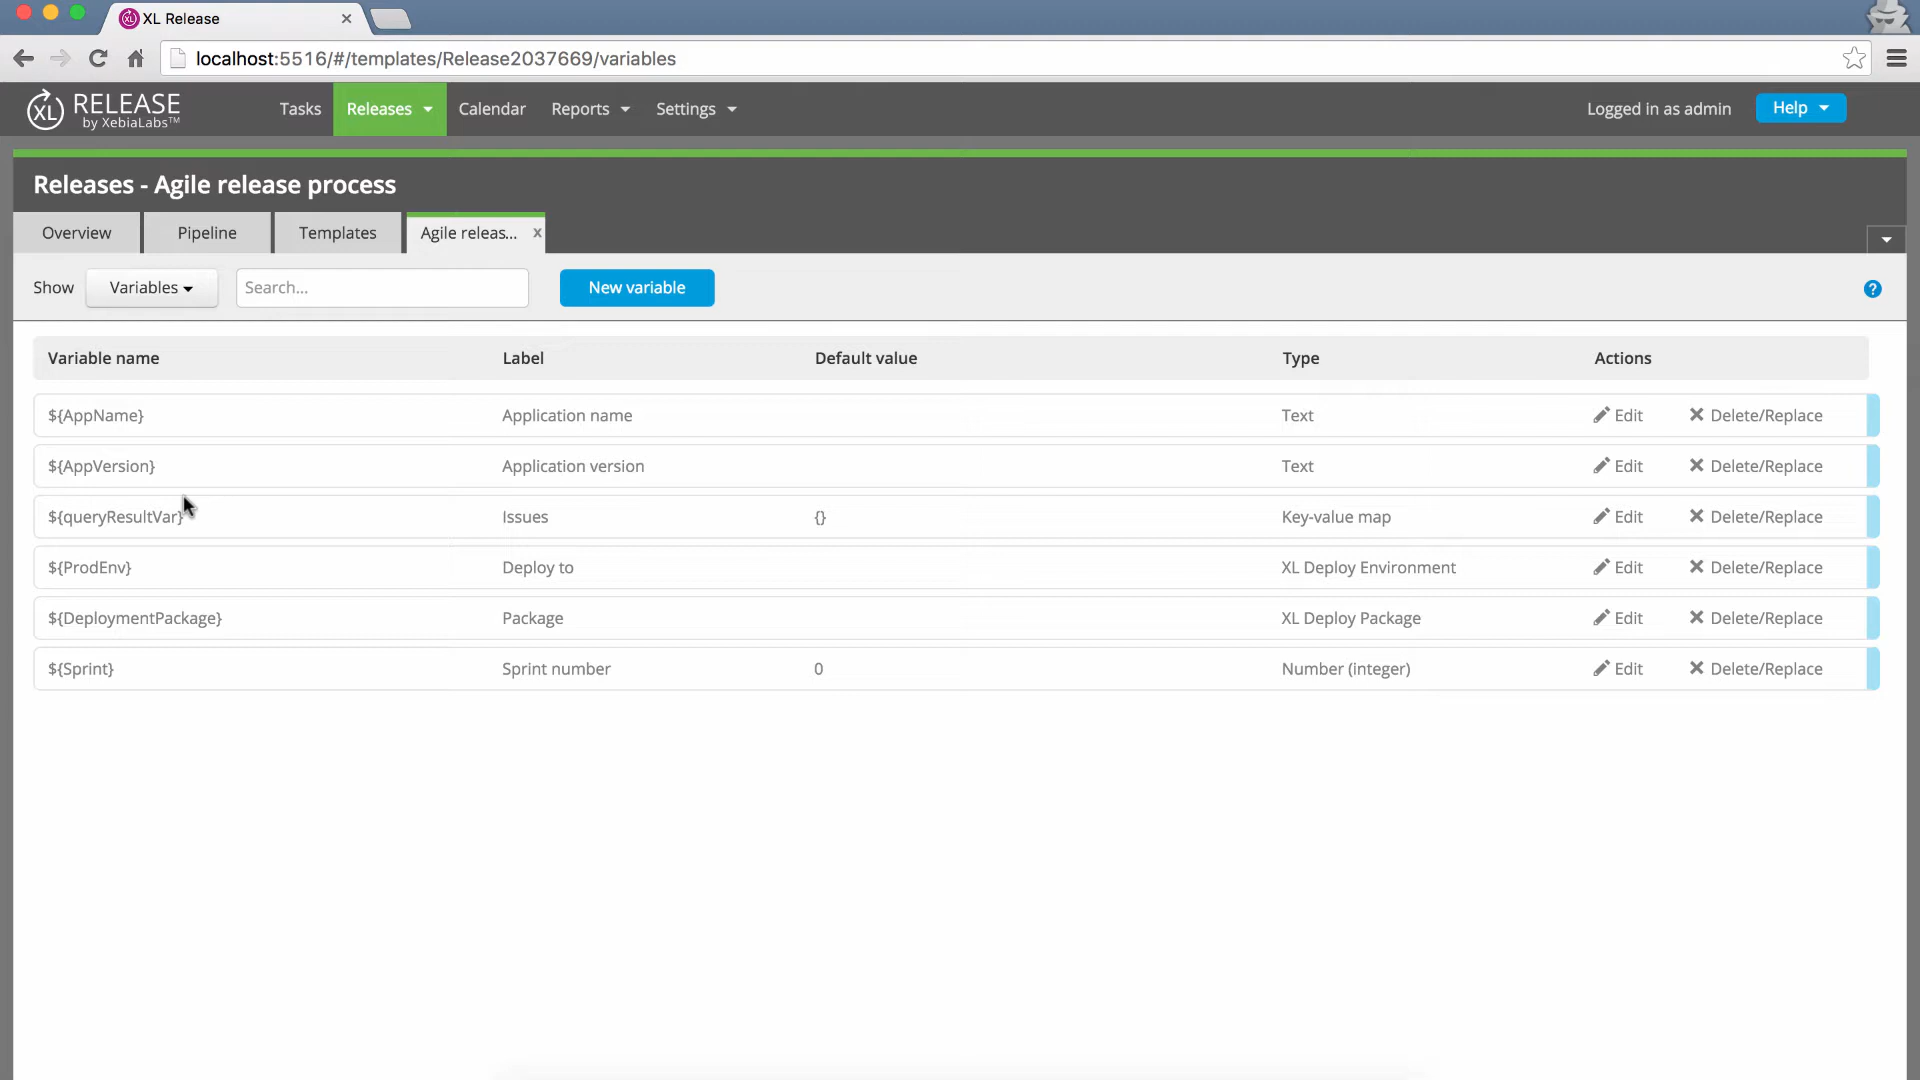 XL Release
localhost:5516/#/templates/Release2037669/variables
XL RELEASE
by XebiaLabs™
Tasks Releases Calendar Reports Settings Logged in as admin Help
Releases - Agile release process
Overview Pipeline Templates Agile releas... x
Show Variables Search... New variable ?
Variable name Label Default value Type Actions
${AppName} Application name Text Edit Delete/Replace
${AppVersion} Application version Text Edit Delete/Replace
${queryResultVar} Issues {} Key-value map Edit Delete/Replace
${ProdEnv} Deploy to XL Deploy Environment Edit Delete/Replace
${DeploymentPackage} Package XL Deploy Package Edit Delete/Replace
${Sprint} Sprint number 0 Number (integer) Edit Delete/Replace